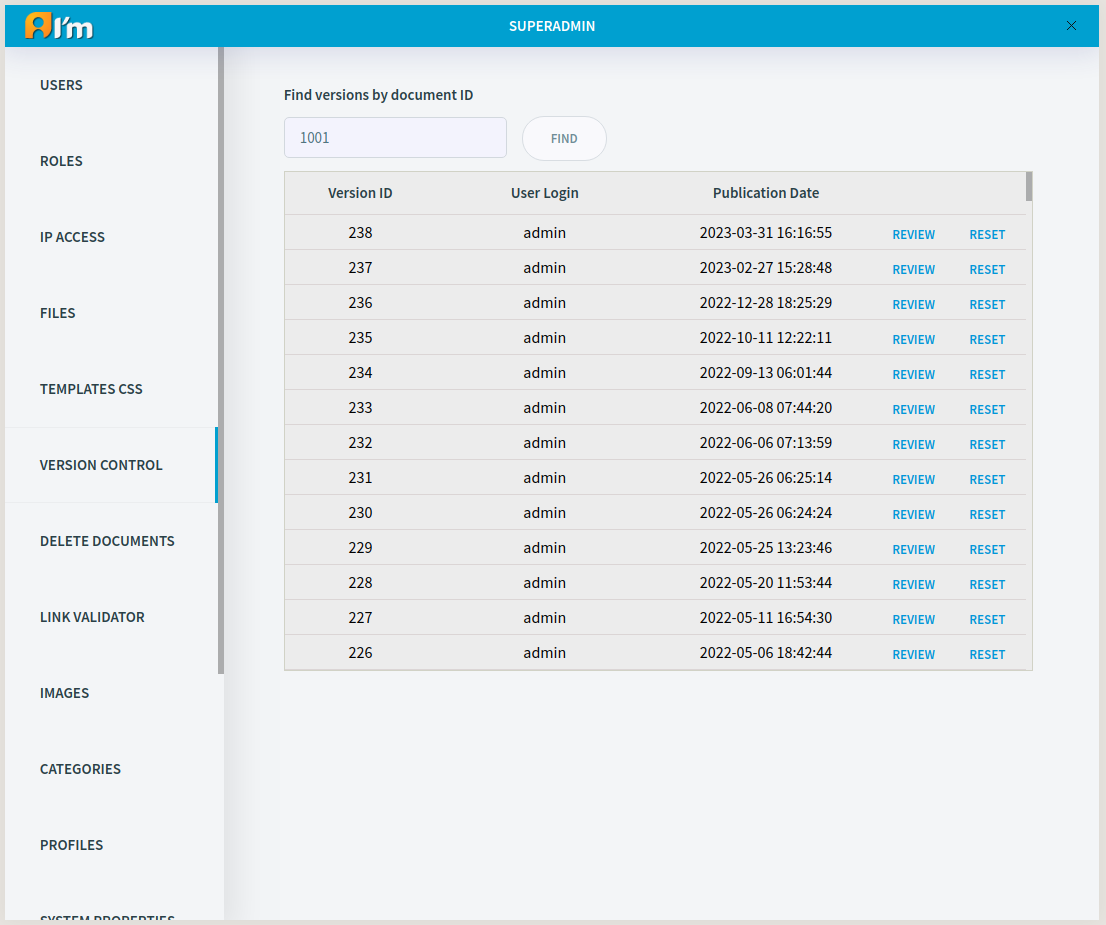 I'm
SUPERADMIN
USERS
ROLES
IP ACCESS
FILES
TEMPLATES CSS
VERSION CONTROL
DELETE DOCUMENTS
LINK VALIDATOR
IMAGES
CATEGORIES
PROFILES
SYSTEM PROPERTIES
Find versions by document ID
1001 FIND
Version ID User Login Publication Date
238 admin 2023-03-31 16:16:55 REVIEW RESET
237 admin 2023-02-27 15:28:48 REVIEW RESET
236 admin 2022-12-28 18:25:29 REVIEW RESET
235 admin 2022-10-11 12:22:11 REVIEW RESET
234 admin 2022-09-13 06:01:44 REVIEW RESET
233 admin 2022-06-08 07:44:20 REVIEW RESET
232 admin 2022-06-06 07:13:59 REVIEW RESET
231 admin 2022-05-26 06:25:14 REVIEW RESET
230 admin 2022-05-26 06:24:24 REVIEW RESET
229 admin 2022-05-25 13:23:46 REVIEW RESET
228 admin 2022-05-20 11:53:44 REVIEW RESET
227 admin 2022-05-11 16:54:30 REVIEW RESET
226 admin 2022-05-06 18:42:44 REVIEW RESET